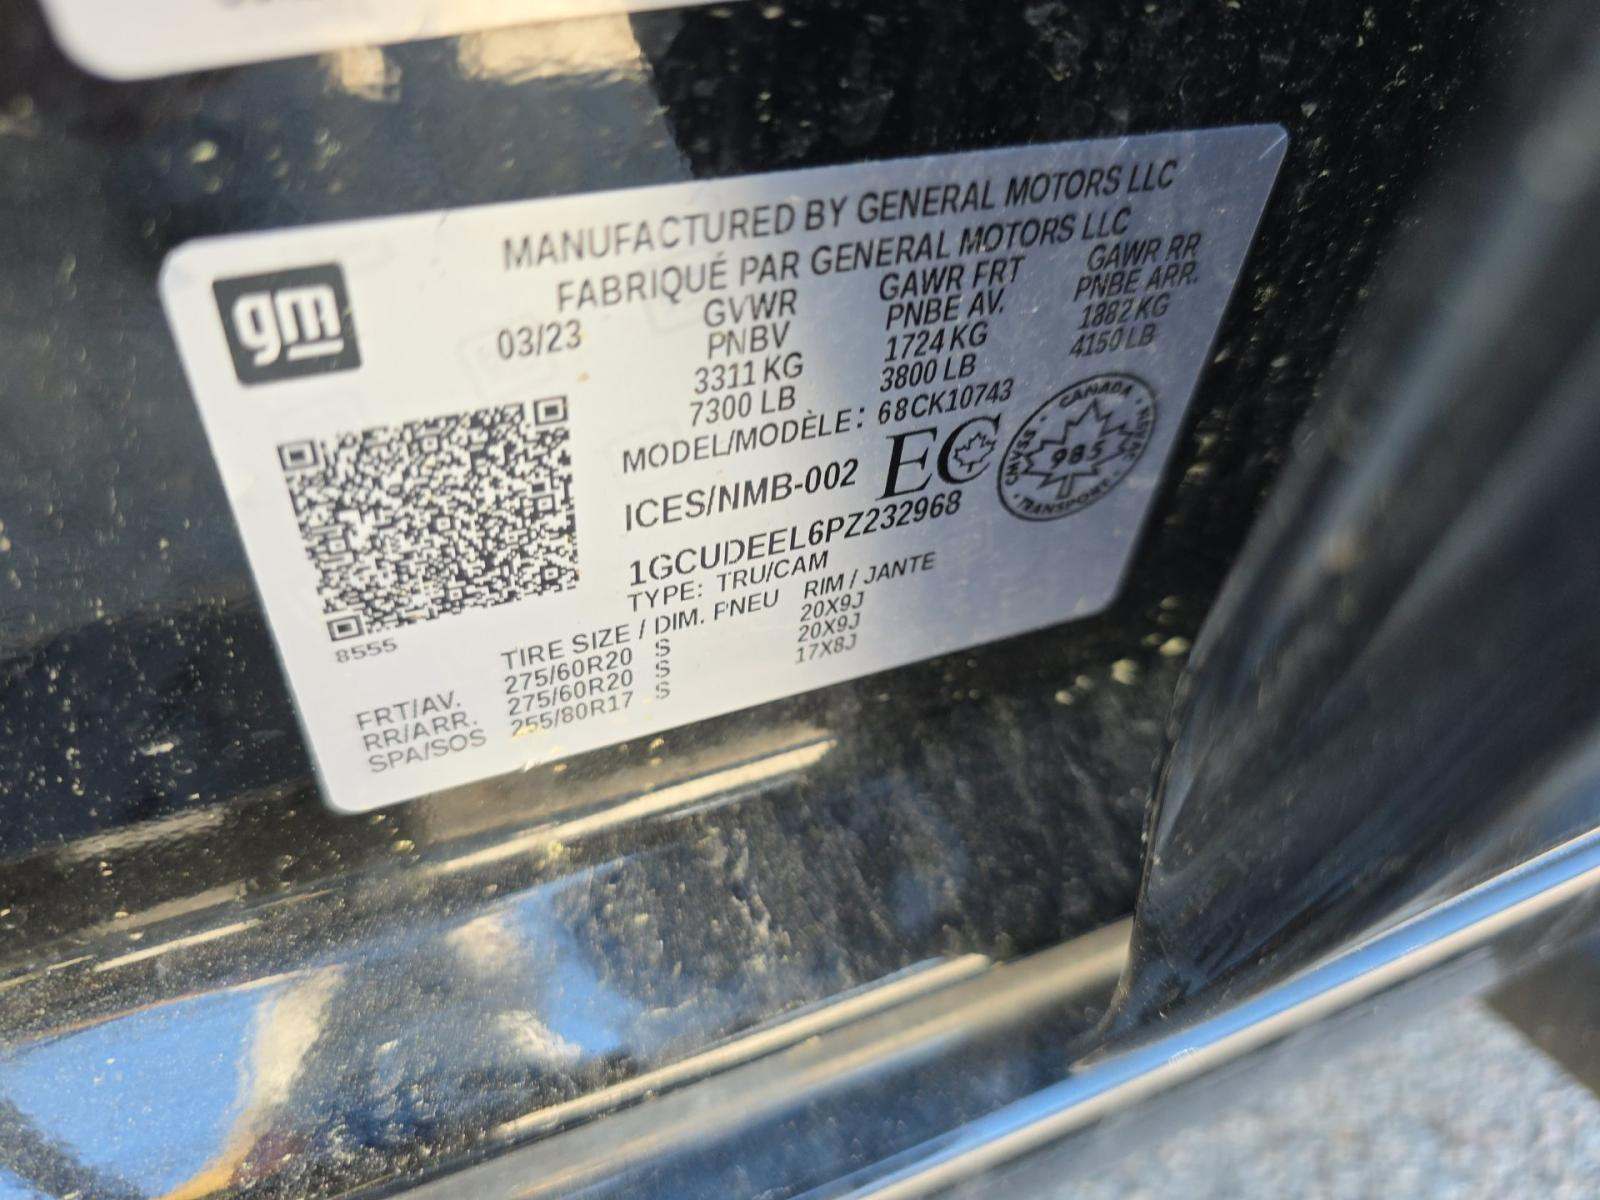 gm
MANUFACTURED BY GENERAL MOTORS LLC
FABRIQUÉ PAR GENERAL MOTORS LLC
03/23
GVWR GAWR FRT GAWR RR
PNBV PNBE AV. PNBE ARR.
3311 KG 1724 KG 1882 KG
7300 LB 3800 LB 4150 LB
MODEL/MODÈLE: 68CK10743
ICES/NMB-002 EC
CANADA
985
TRANSPORT
1GCUDEEL6PZ232968
TYPE: TRU/CAM
8555
TIRE SIZE / DIM. PNEU RIM / JANTE
FRT/AV. 275/60R20 S 20X9J
RR/ARR. 275/60R20 S 20X9J
SPA/SOS 255/80R17 S 17X8J